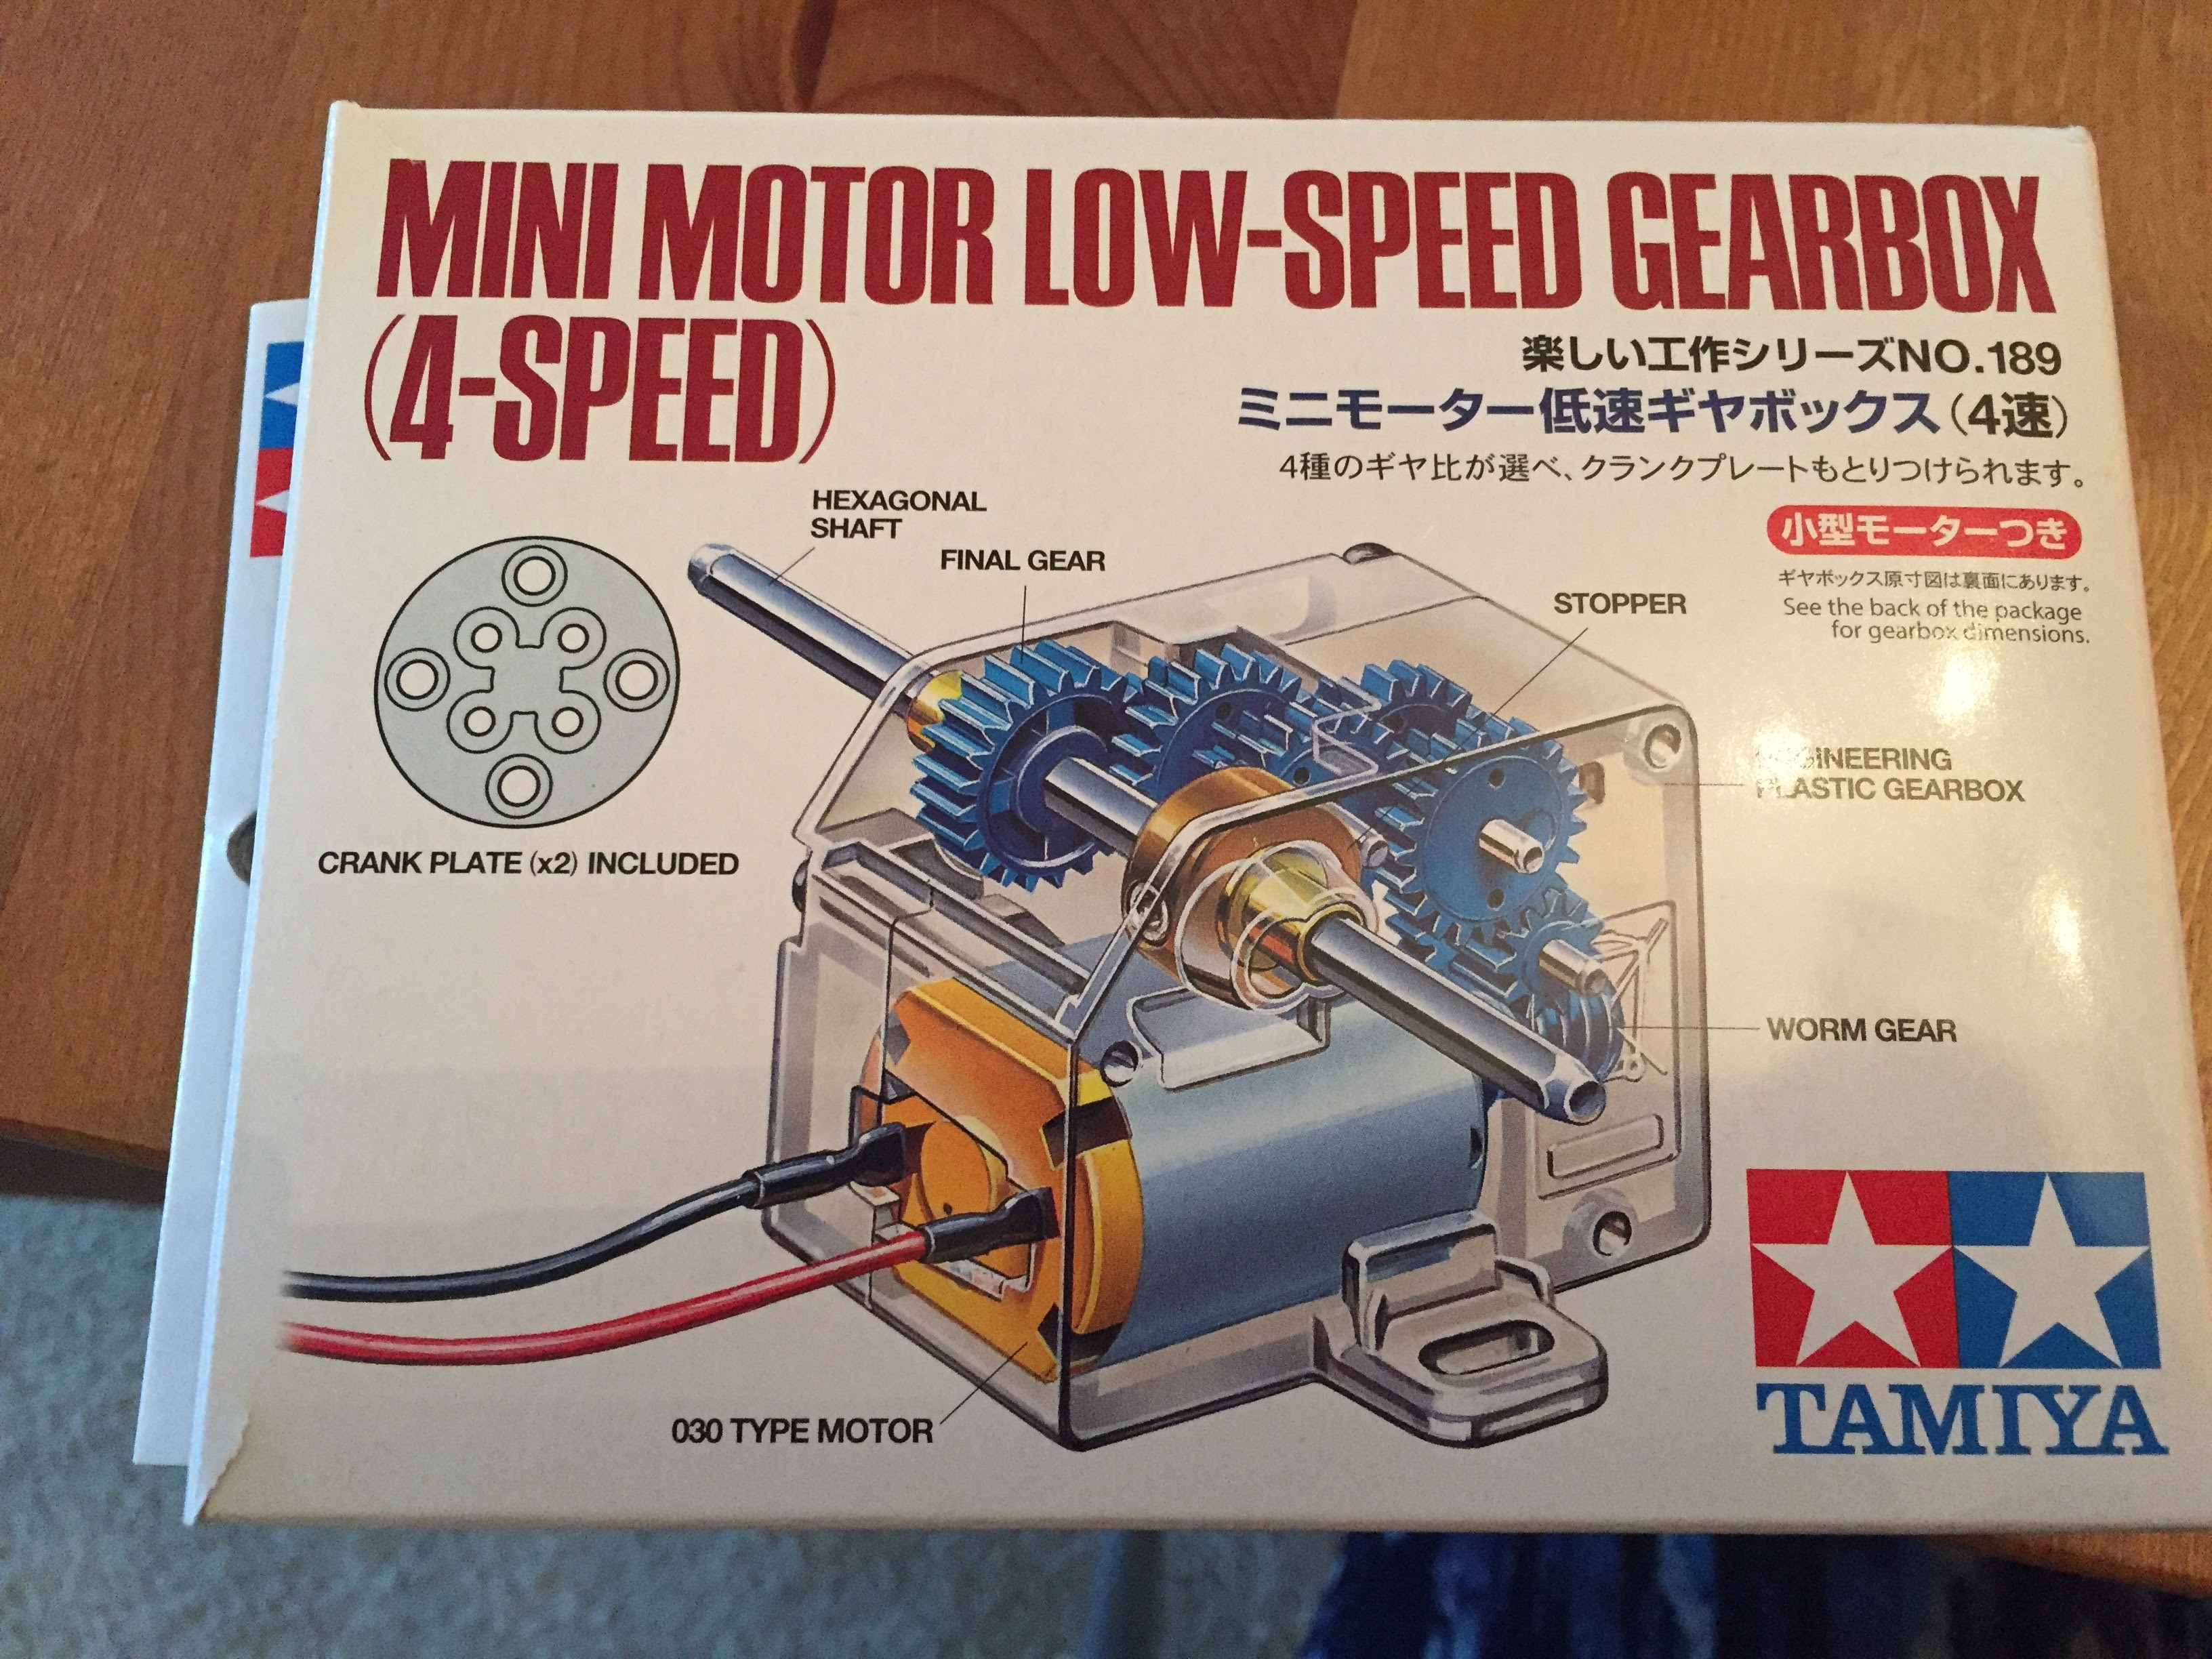 MINI MOTOR LOW-SPEED GEARBOX
(4-SPEED)
楽しい工作シリーズNO.189
ミニモーター低速ギヤボックス(4速)
4種のギヤ比が選べ、クランクプレートもとりつけられます。
小型モーターつき
ギヤボックス原寸図は裏面にあります。
See the back of the package
for gearbox dimensions.
HEXAGONAL
SHAFT
FINAL GEAR
STOPPER
ENGINEERING
PLASTIC GEARBOX
CRANK PLATE (x2) INCLUDED
WORM GEAR
030 TYPE MOTOR
TAMIYA